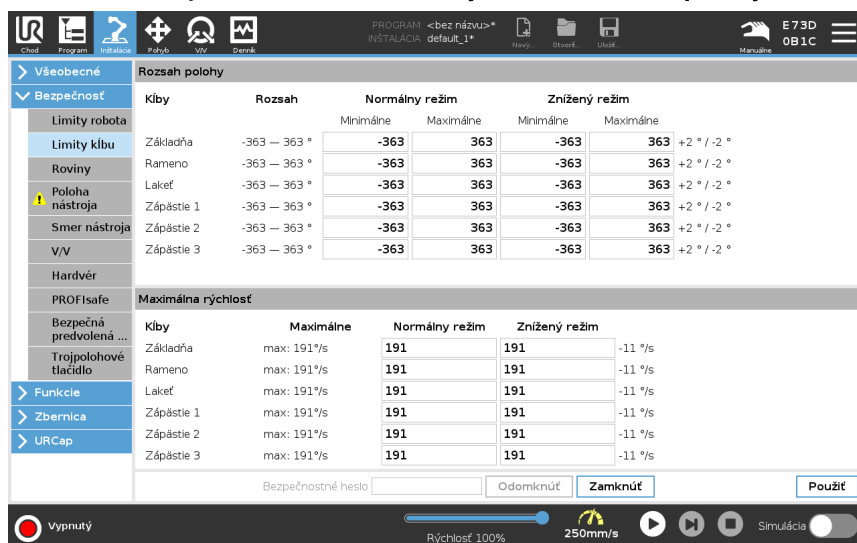 UR
PROGRAM <bez názvu>*
INŠTALÁCIA default_1*
Chod Program Inštalácia Pohyb V/V Denník
Nový... Otvoriť... Uložiť...
Manuálne
E73D
0B1C
Všeobecné
Bezpečnosť
Limity robota
Limity kĺbu
Roviny
Poloha
nástroja
Smer nástroja
V/V
Hardvér
PROFIsafe
Bezpečná
predvolená ...
Trojpolohové
tlačidlo
Funkcie
Zbernica
URCap
Rozsah polohy
Kĺby Rozsah Normálny režim Znížený režim
Minimálne Maximálne Minimálne Maximálne
Základňa -363 — 363 ° -363 363 -363 363 +2 ° / -2 °
Rameno -363 — 363 ° -363 363 -363 363 +2 ° / -2 °
Lakeť -363 — 363 ° -363 363 -363 363 +2 ° / -2 °
Zápästie 1 -363 — 363 ° -363 363 -363 363 +2 ° / -2 °
Zápästie 2 -363 — 363 ° -363 363 -363 363 +2 ° / -2 °
Zápästie 3 -363 — 363 ° -363 363 -363 363 +2 ° / -2 °
Maximálna rýchlosť
Kĺby Maximálne Normálny režim Znížený režim
Základňa max: 191°/s 191 191 -11 °/s
Rameno max: 191°/s 191 191 -11 °/s
Lakeť max: 191°/s 191 191 -11 °/s
Zápästie 1 max: 191°/s 191 191 -11 °/s
Zápästie 2 max: 191°/s 191 191 -11 °/s
Zápästie 3 max: 191°/s 191 191 -11 °/s
Bezpečnostné heslo Odomknúť Zamknúť Použiť
Vypnutý
Rýchlosť 100%
250mm/s
Simulácia